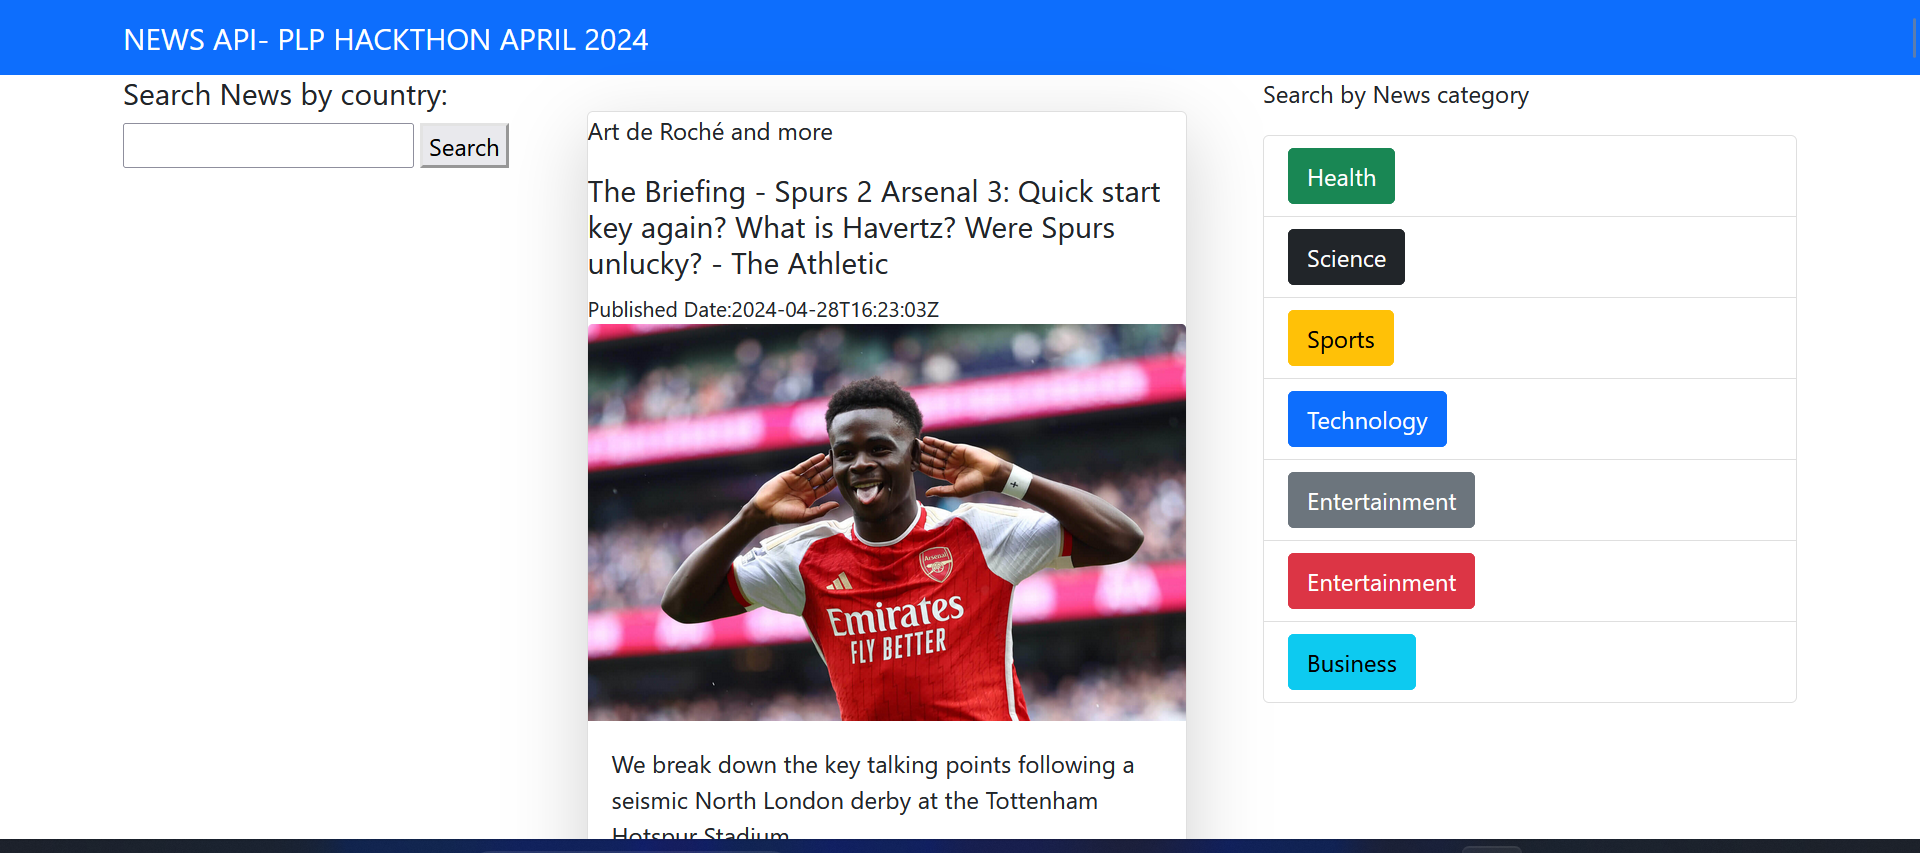 NEWS API- PLP HACKTHON APRIL 2024
Search News by country:
Search
Art de Roché and more
The Briefing - Spurs 2 Arsenal 3: Quick start
key again? What is Havertz? Were Spurs
unlucky? - The Athletic
Published Date:2024-04-28T16:23:03Z
Arsenal
Emirates
FLY BETTER
We break down the key talking points following a
seismic North London derby at the Tottenham
Hotspur Stadium
Search by News category
Health
Science
Sports
Technology
Entertainment
Entertainment
Business